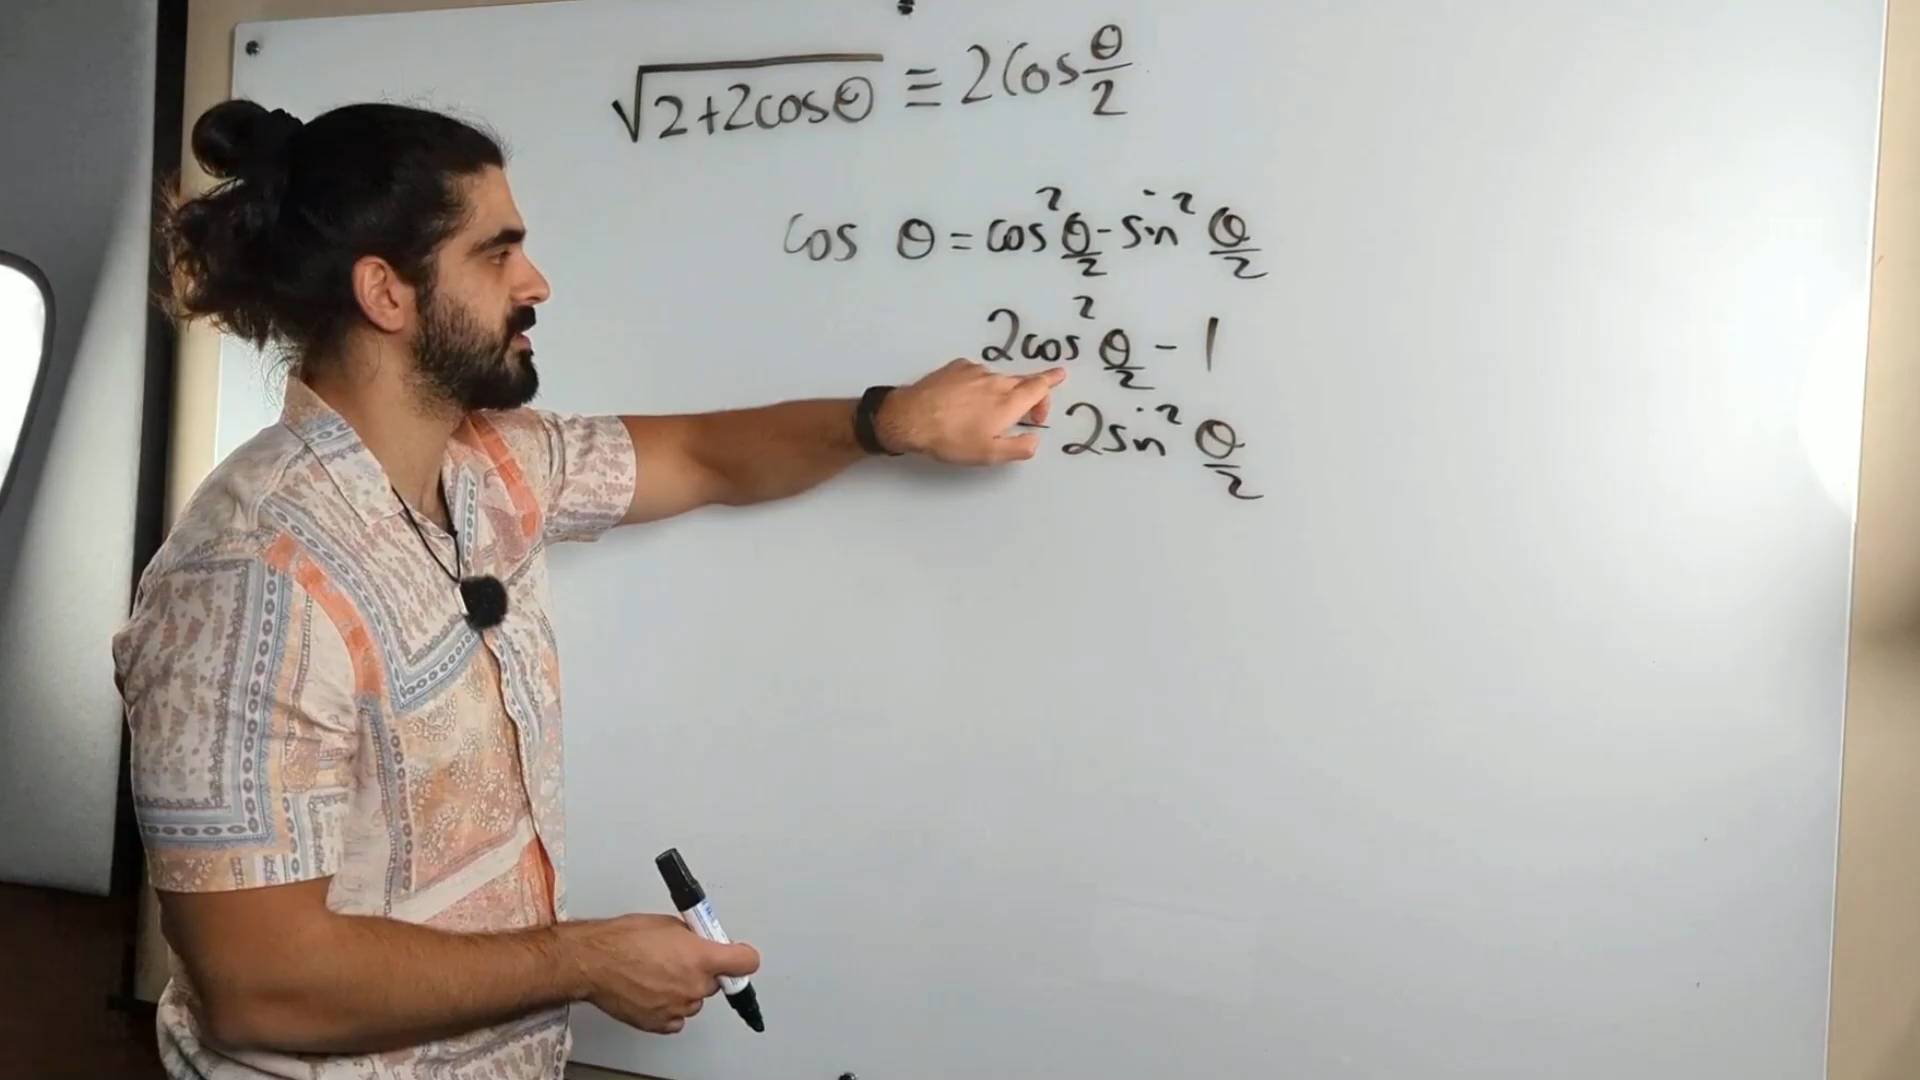 √2+2cosθ ≡ 2Cos θ/2
Cos θ = cos² θ/2 - sin² θ/2
2cos² θ/2 - 1
- 2sin² θ/2